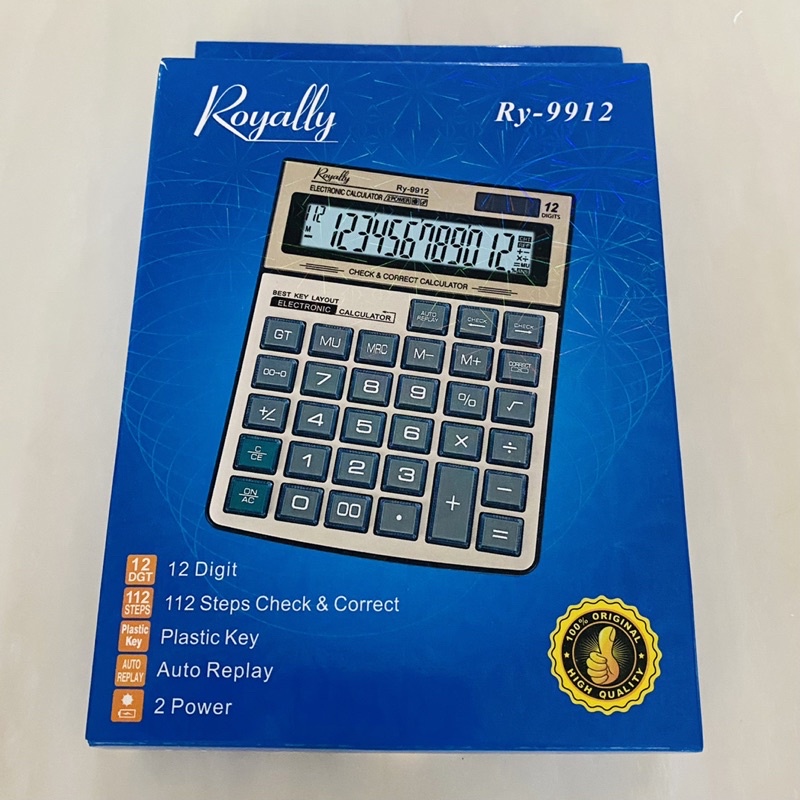 Royally
Ry-9912
Royally
Ry-9912
ELECTRONIC CALCULATOR
2 POWER
12
DIGITS
12
M
123456789012
CHECK & CORRECT CALCULATOR
BEST KEY LAYOUT
ELECTRONIC CALCULATOR
AUTO REPLAY
CHECK ←
CHECK →
GT MU MRC M− M+ CORRECT
00→0 7 8 9 % √
+/− 4 5 6 × ÷
C/CE 1 2 3 + −
ON/AC 0 00 · =
12 DGT 12 Digit
112 STEPS 112 Steps Check & Correct
Plastic Key Plastic Key
AUTO REPLAY Auto Replay
2 Power
100% ORIGINAL
HIGH QUALITY